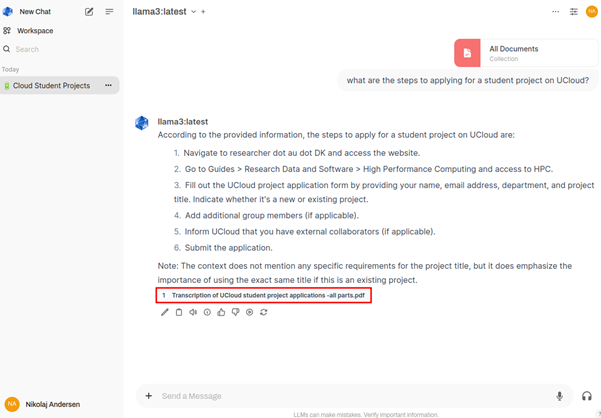 New Chat
Workspace
Search
Today
Cloud Student Projects
NA
Nikolaj Andersen
llama3:latest
NA
All Documents
Collection
what are the steps to applying for a student project on UCloud?
llama3:latest
According to the provided information, the steps to apply for a student project on UCloud are:
1. Navigate to researcher dot au dot DK and access the website.
2. Go to Guides > Research Data and Software > High Performance Computing and access to HPC.
3. Fill out the UCloud project application form by providing your name, email address, department, and project
title. Indicate whether it's a new or existing project.
4. Add additional group members (if applicable).
5. Inform UCloud that you have external collaborators (if applicable).
6. Submit the application.
Note: The context does not mention any specific requirements for the project title, but it does emphasize the
importance of using the exact same title if this is an existing project.
1 Transcription of UCloud student project applications -all parts.pdf
Send a Message
LLMs can make mistakes. Verify important information.
?